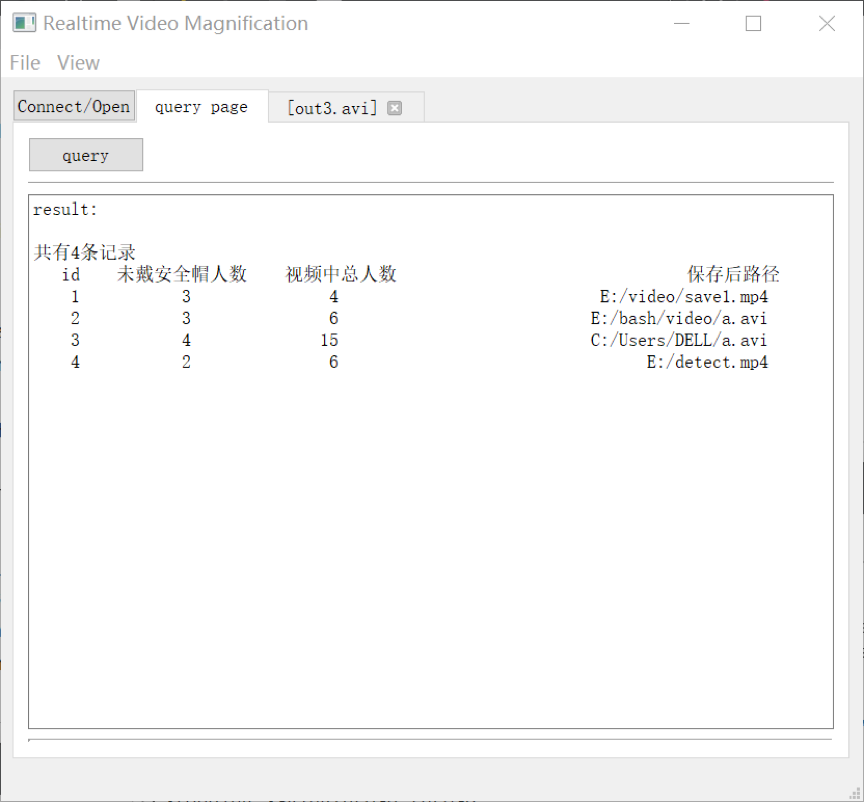 Realtime Video Magnification
File View
Connect/Open query page [out3.avi]
query
result:
共有4条记录
id 未戴安全帽人数 视频中总人数 保存后路径
1 3 4 E:/video/save1.mp4
2 3 6 E:/bash/video/a.avi
3 4 15 C:/Users/DELL/a.avi
4 2 6 E:/detect.mp4